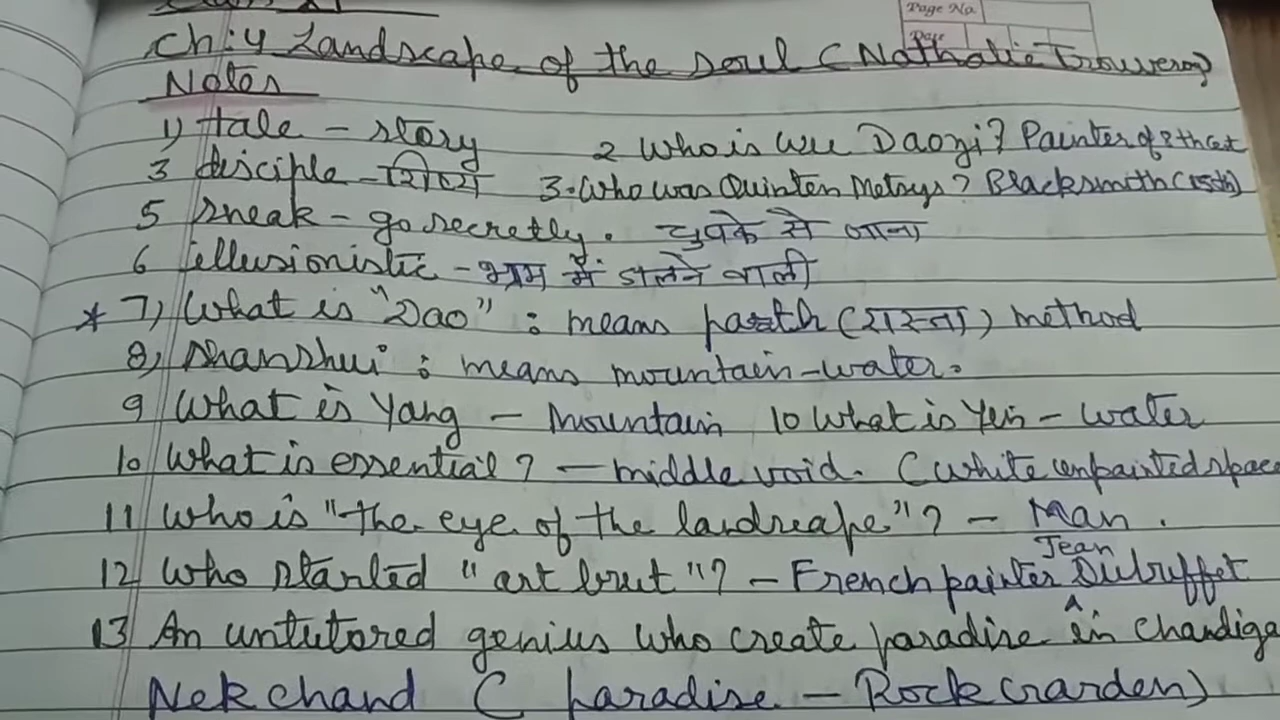 Page No.
Date
Ch:4 Landscape of the soul (Nathalie Trouveroy)
Notes
1) tale - story 2 Who is wu Daozi? Painter of 8th Cet
3 disciple - शिष्य 3. Who was Quinten Metsys? Blacksmith (15th)
5 sneak - go secretly. चुपके से जाना
6 illusionistic - भ्रम में डालने वाली
* 7) What is "Dao" : means path (रास्ता) method
8) Shanshui : means mountain-water.
9 What is Yang - Mountain 10 What is Yin - Water
10 What is essential? - middle void. (white unpainted space
11 Who is "the eye of the landscape"? - Man.
12 Who started "art brut"? - French painter Jean Dubuffet
13 An untutored genius who create paradise ^ in Chandiga
Nek chand ( paradise - Rock Garden)